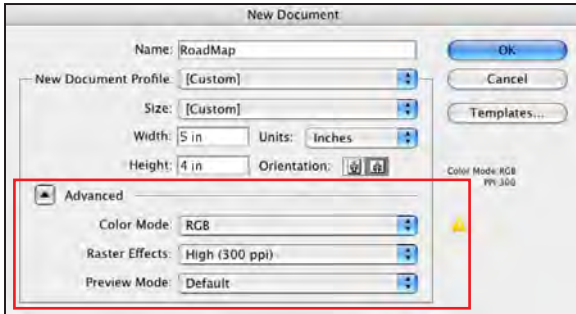 New Document
Name: RoadMap
OK
New Document Profile: [Custom]
Cancel
Size: [Custom]
Templates...
Width: 5 in Units: Inches
Height: 4 in Orientation:
Color Mode:RGB
PPI:300
Advanced
Color Mode: RGB
Raster Effects: High (300 ppi)
Preview Mode: Default